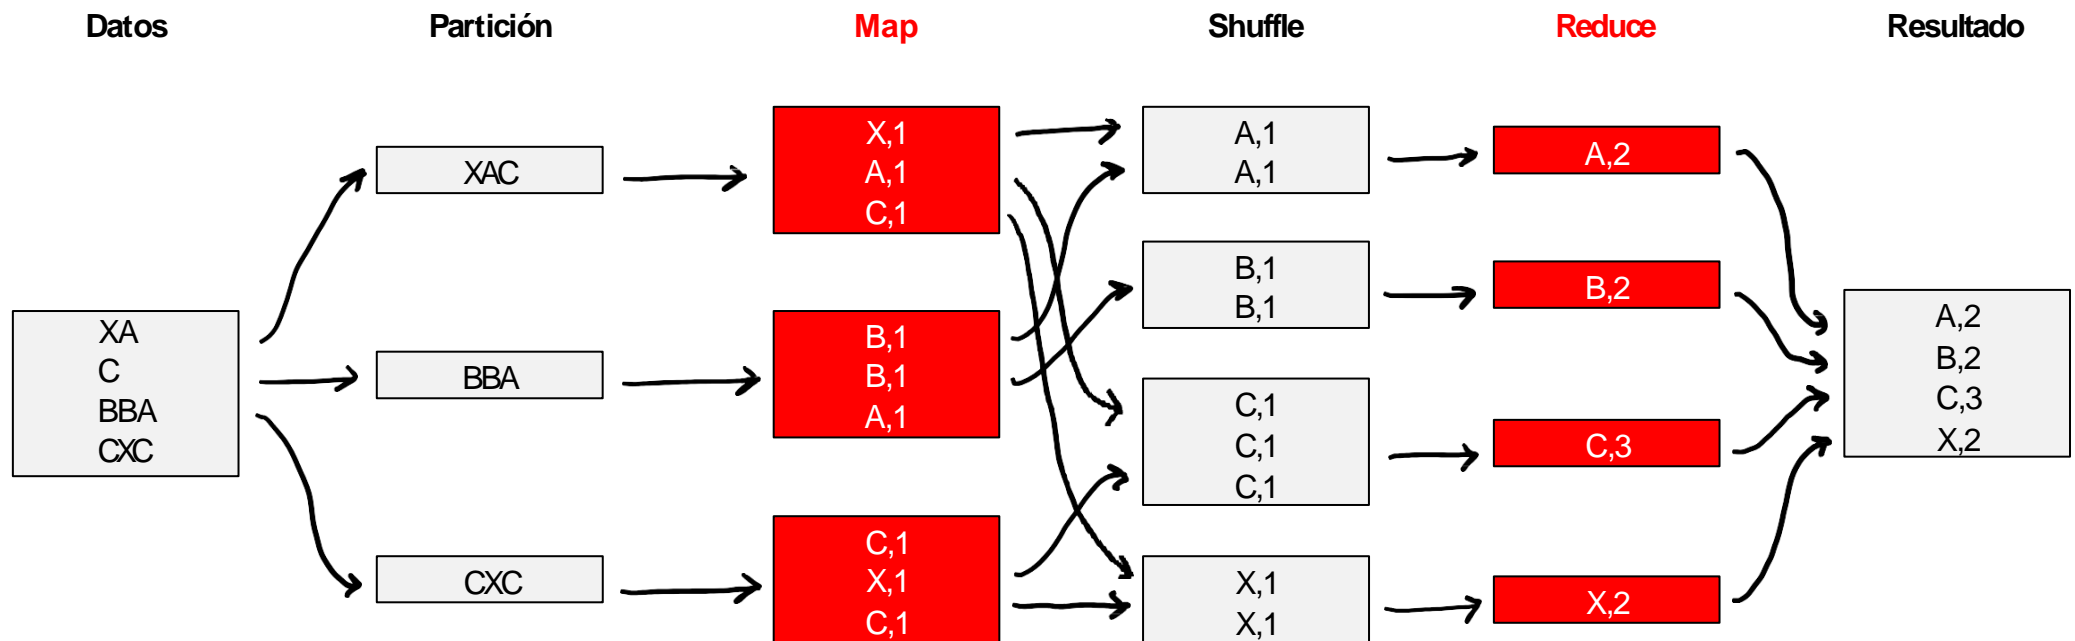 Datos
Partición
Map
Shuffle
Reduce
Resultado
XA
C
BBA
CXC
XAC
BBA
CXC
X,1
A,1
C,1
B,1
B,1
A,1
C,1
X,1
C,1
A,1
A,1
B,1
B,1
C,1
C,1
C,1
X,1
X,1
A,2
B,2
C,3
X,2
A,2
B,2
C,3
X,2